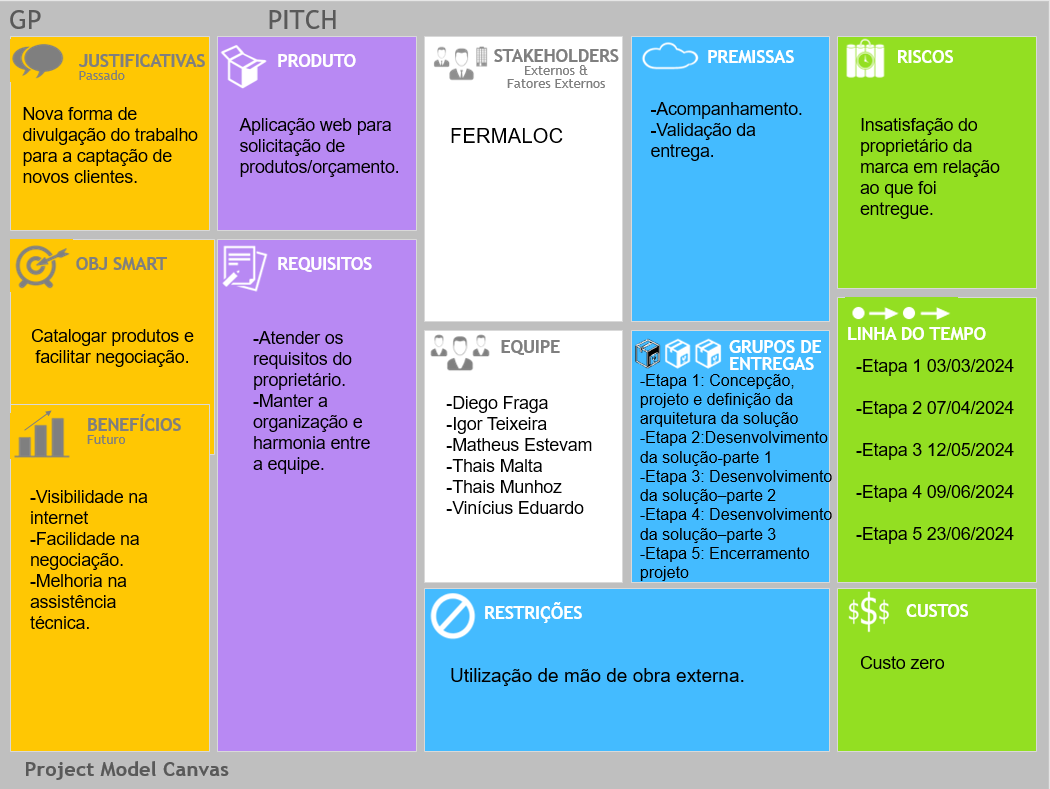 GP
PITCH
JUSTIFICATIVAS
Passado
Nova forma de
divulgação do trabalho
para a captação de
novos clientes.
OBJ SMART
Catalogar produtos e
facilitar negociação.
BENEFÍCIOS
Futuro
-Visibilidade na
internet
-Facilidade na
negociação.
-Melhoria na
assistência
técnica.
PRODUTO
Aplicação web para
solicitação de
produtos/orçamento.
REQUISITOS
-Atender os
requisitos do
proprietário.
-Manter a
organização e
harmonia entre
a equipe.
STAKEHOLDERS
Externos &
Fatores Externos
FERMALOC
EQUIPE
-Diego Fraga
-Igor Teixeira
-Matheus Estevam
-Thais Malta
-Thais Munhoz
-Vinícius Eduardo
PREMISSAS
-Acompanhamento.
-Validação da
entrega.
GRUPOS DE
ENTREGAS
-Etapa 1: Concepção,
projeto e definição da
arquitetura da solução
-Etapa 2:Desenvolvimento
da solução-parte 1
-Etapa 3: Desenvolvimento
da solução–parte 2
-Etapa 4: Desenvolvimento
da solução–parte 3
-Etapa 5: Encerramento
projeto
RESTRIÇÕES
Utilização de mão de obra externa.
RISCOS
Insatisfação do
proprietário da
marca em relação
ao que foi
entregue.
LINHA DO TEMPO
-Etapa 1 03/03/2024
-Etapa 2 07/04/2024
-Etapa 3 12/05/2024
-Etapa 4 09/06/2024
-Etapa 5 23/06/2024
$$$ CUSTOS
Custo zero
Project Model Canvas